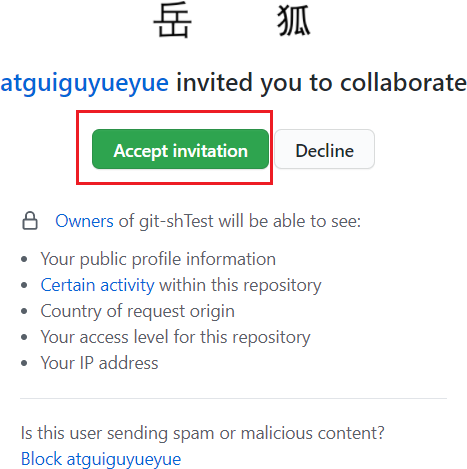 岳 狐
atguiguyueyue invited you to collaborate
Accept invitation Decline
Owners of git-shTest will be able to see:
• Your public profile information
• Certain activity within this repository
• Country of request origin
• Your access level for this repository
• Your IP address
Is this user sending spam or malicious content?
Block atguiguyueyue